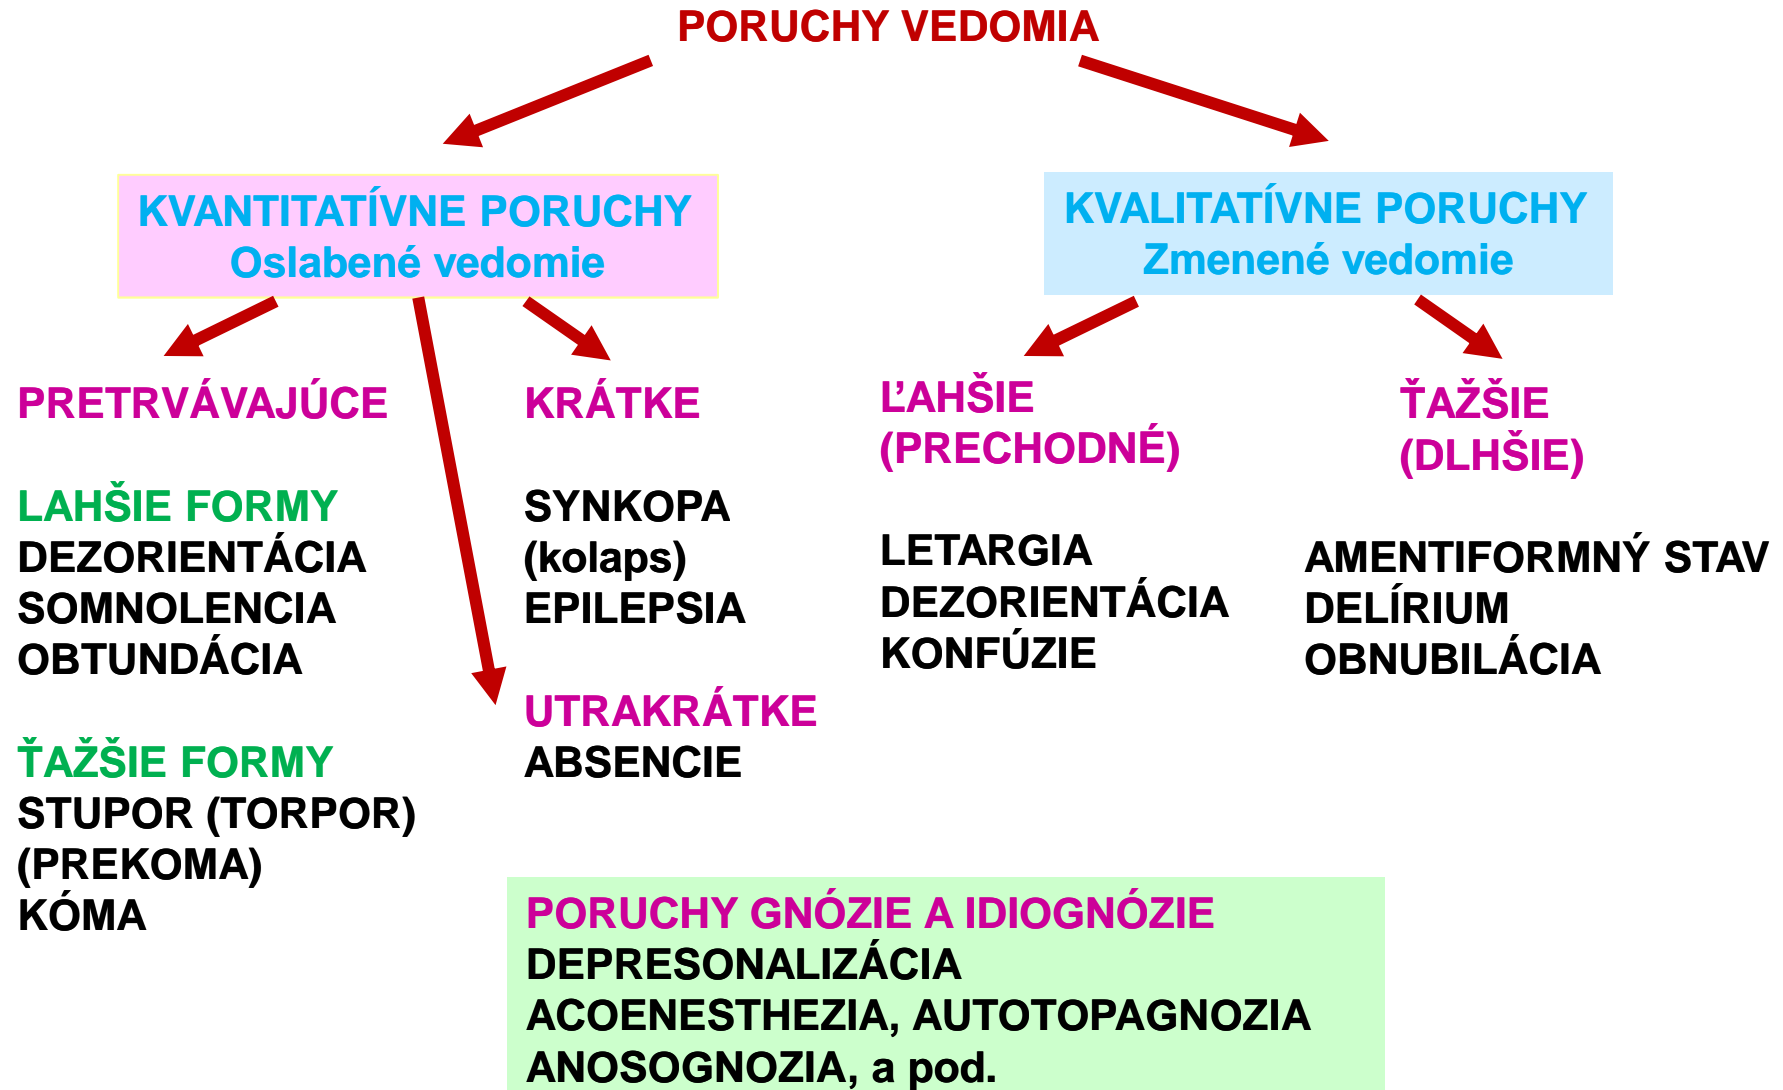 PORUCHY VEDOMIA
KVANTITATÍVNE PORUCHY
Oslabené vedomie
KVALITATÍVNE PORUCHY
Zmenené vedomie
PRETRVÁVAJÚCE
LAHŠIE FORMY
DEZORIENTÁCIA
SOMNOLENCIA
OBTUNDÁCIA
ŤAŽŠIE FORMY
STUPOR (TORPOR)
(PREKOMA)
KÓMA
KRÁTKE
SYNKOPA
(kolaps)
EPILEPSIA
UTRAKRÁTKE
ABSENCIE
ĽAHŠIE
(PRECHODNÉ)
LETARGIA
DEZORIENTÁCIA
KONFÚZIE
ŤAŽŠIE
(DLHŠIE)
AMENTIFORMNÝ STAV
DELÍRIUM
OBNUBILÁCIA
PORUCHY GNÓZIE A IDIOGNÓZIE
DEPRESONALIZÁCIA
ACOENESTHEZIA, AUTOTOPAGNOZIA
ANOSOGNOZIA, a pod.